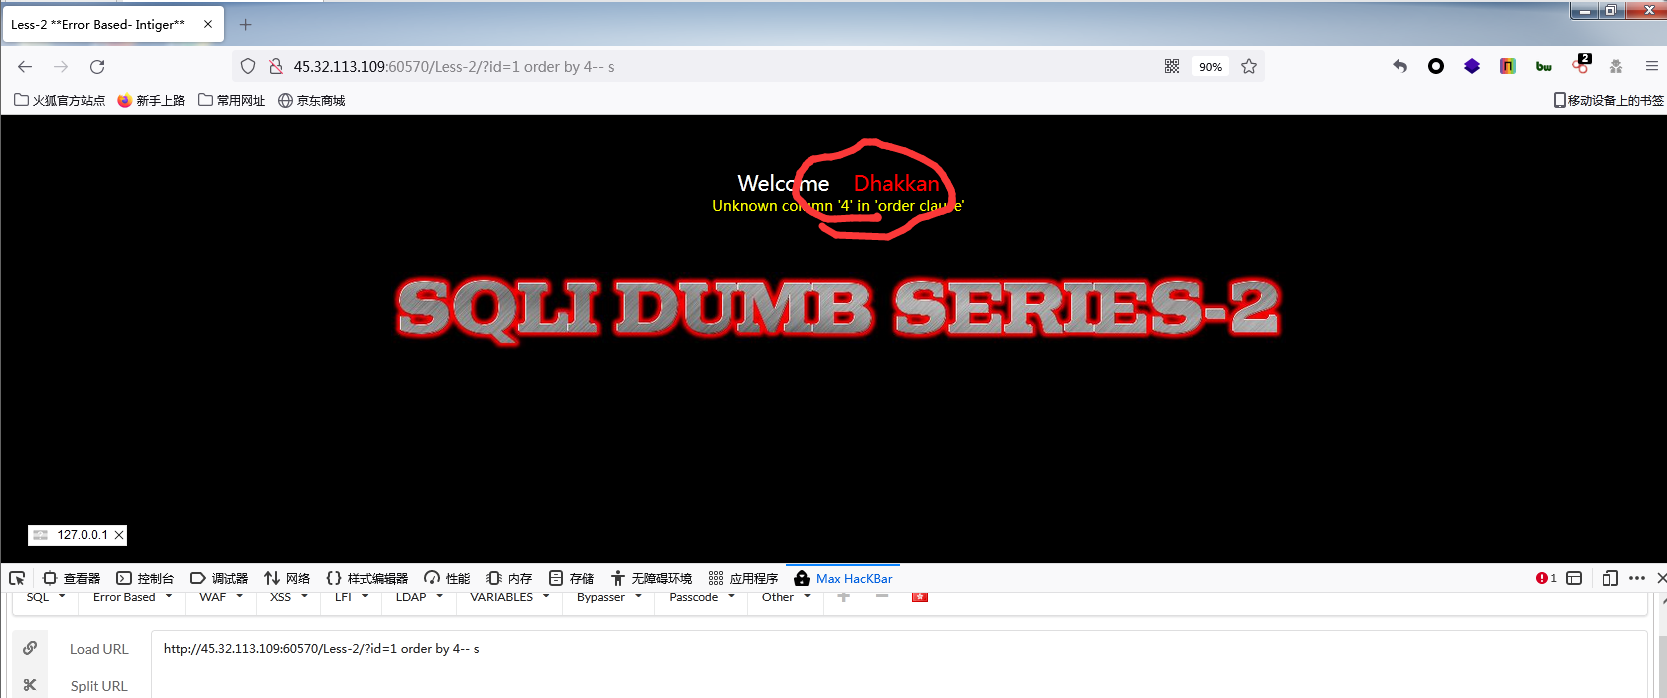 Less-2 **Error Based- Intiger**
45.32.113.109:60570/Less-2/?id=1 order by 4-- s
90%
bw
2
火狐官方站点 新手上路 常用网址 京东商城 移动设备上的书签
Welcome Dhakkan
Unknown column '4' in 'order clause'
SQLI DUMB SERIES-2
127.0.0.1
查看器 控制台 调试器 网络 样式编辑器 性能 内存 存储 无障碍环境 应用程序 Max HacKBar 1
SQL Error Based WAF XSS LFI LDAP VARIABLES Bypasser Passcode Other
Load URL http://45.32.113.109:60570/Less-2/?id=1 order by 4-- s
Split URL